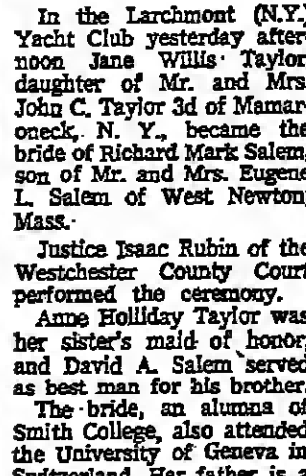 In the Larchmont (N.Y.)
Yacht Club yesterday after-
noon Jane Willis Taylor
daughter of Mr. and Mrs.
John C. Taylor 3d of Mamar-
oneck, N. Y., became the
bride of Richard Mark Salem,
son of Mr. and Mrs. Eugene
L. Salem of West Newton,
Mass.
Justice Isaac Rubin of the
Westchester County Court
performed the ceremony.
Anne Holliday Taylor was
her sister's maid of honor,
and David A. Salem served
as best man for his brother.
The bride, an alumna of
Smith College, also attended
the University of Geneva in
Switzerland. Her father is a